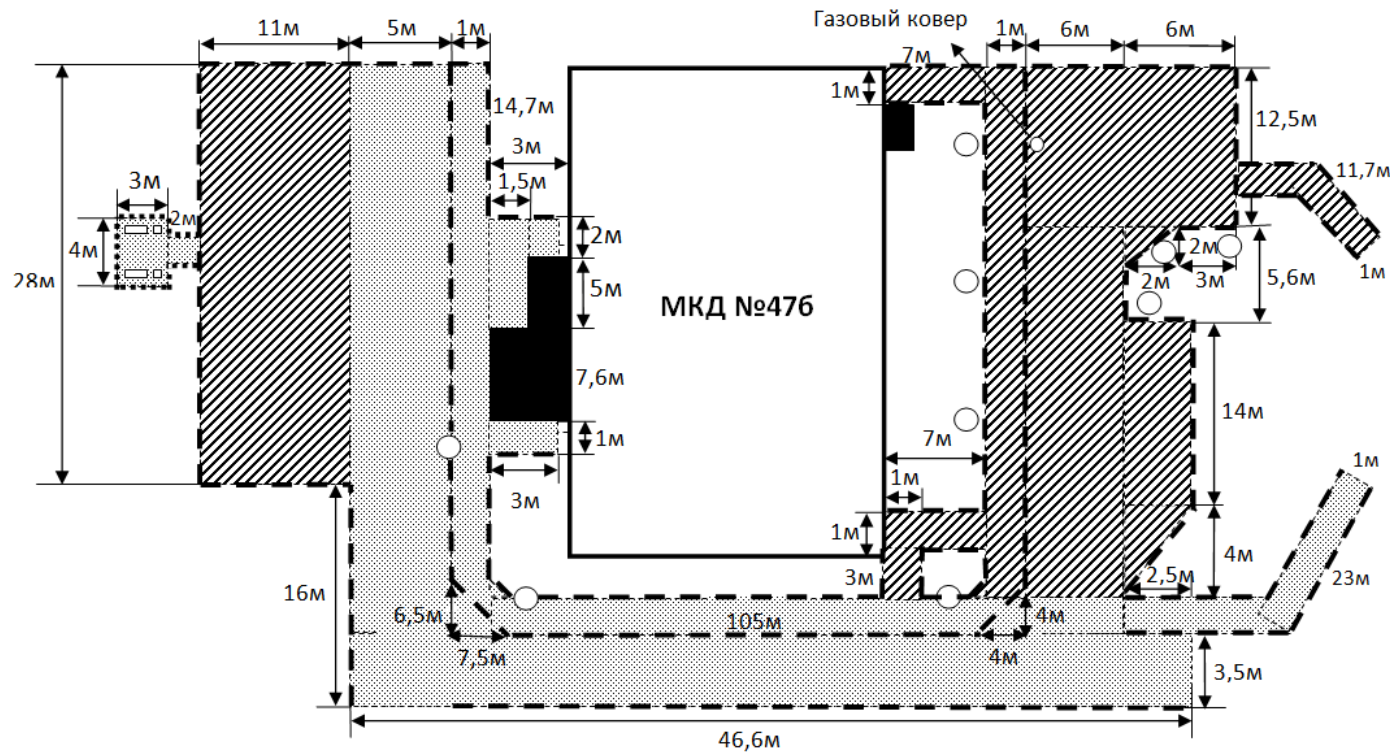 Газовый ковер
11м
5м
1м
1м
6м
6м
7м
1м
14,7м
12,5м
3м
3м
1,5м
11,7м
2м
4м
2м
28м
5м
МКД №476
2м
2м
3м
5,6м
1м
7,6м
1м
7м
14м
3м
1м
1м
1м
3м
4м
2,5м
23м
16м
6,5м
105м
4м
7,5м
4м
3,5м
46,6м